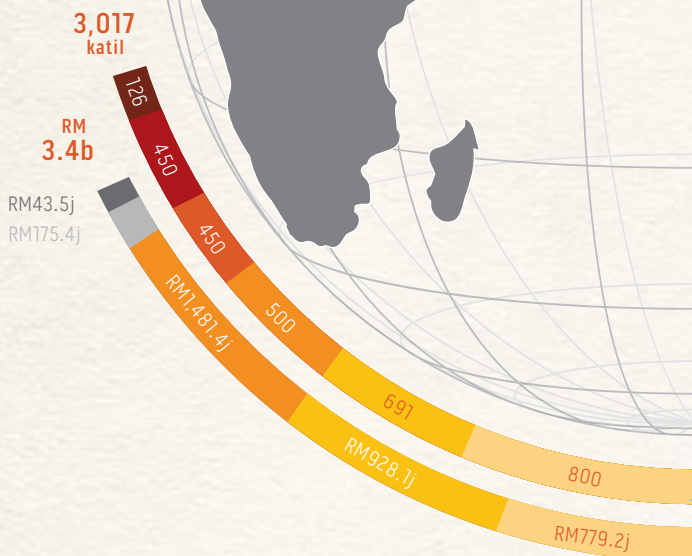 3,017
katil
126
450
450
500
691
800
RM
3.4b
RM43.5j
RM175.4j
RM1,481.4j
RM928.1j
RM779.2j